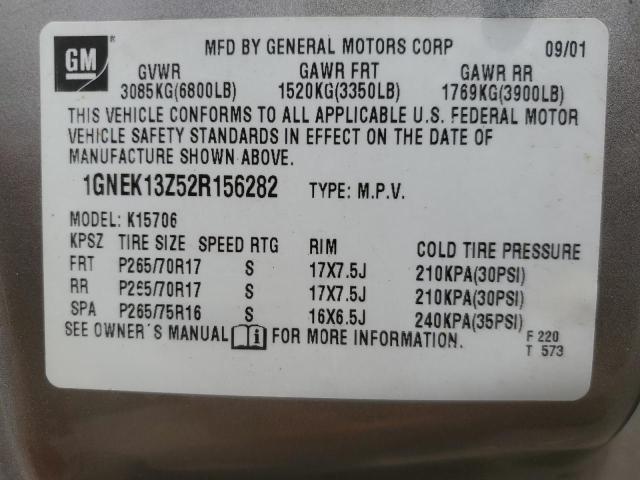 GM
MFD BY GENERAL MOTORS CORP 09/01
GVWR GAWR FRT GAWR RR
3085KG(6800LB) 1520KG(3350LB) 1769KG(3900LB)
THIS VEHICLE CONFORMS TO ALL APPLICABLE U.S. FEDERAL MOTOR
VEHICLE SAFETY STANDARDS IN EFFECT ON THE DATE OF
MANUFACTURE SHOWN ABOVE.
1GNEK13Z52R156282 TYPE: M.P.V.
MODEL: K15706
KPSZ TIRE SIZE SPEED RTG RIM COLD TIRE PRESSURE
FRT P265/70R17 S 17X7.5J 210KPA(30PSI)
RR P265/70R17 S 17X7.5J 210KPA(30PSI)
SPA P265/75R16 S 16X6.5J 240KPA(35PSI)
SEE OWNER'S MANUAL i FOR MORE INFORMATION. F 220
T 573